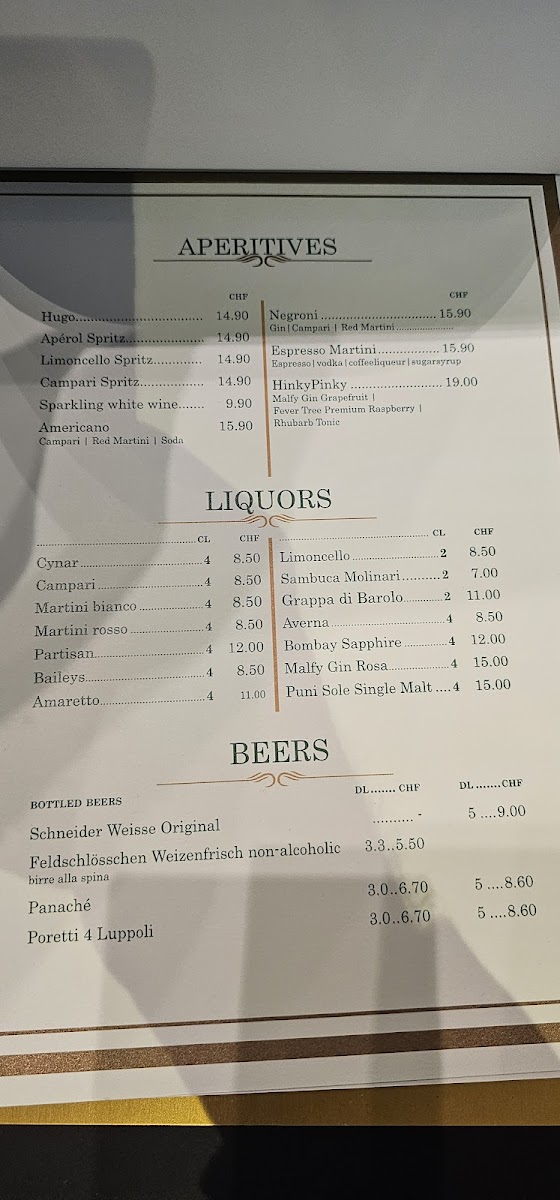 APERITIVES
CHF
Hugo................................ 14.90
Apérol Spritz...................... 14.90
Limoncello Spritz............. 14.90
Campari Spritz................. 14.90
Sparkling white wine....... 9.90
Americano 15.90
Campari | Red Martini | Soda
CHF
Negroni ............................. 15.90
Gin | Campari | Red Martini......................
Espresso Martini.................. 15.90
Espresso | vodka | coffeeliqueur | sugarsyrup
HinkyPinky ....................... 19.00
Malfy Gin Grapefruit |
Fever Tree Premium Raspberry |
Rhubarb Tonic
LIQUORS
CL CHF
Cynar................................4 8.50
Campari.............................4 8.50
Martini bianco..................4 8.50
Martini rosso....................4 8.50
Partisan............................4 12.00
Baileys..............................4 8.50
Amaretto...........................4 11.00
CL CHF
Limoncello........................2 8.50
Sambuca Molinari..........2 7.00
Grappa di Barolo.............2 11.00
Averna..............................4 8.50
Bombay Sapphire.............4 12.00
Malfy Gin Rosa.................4 15.00
Puni Sole Single Malt ....4 15.00
BEERS
BOTTLED BEERS DL....... CHF DL.......CHF
Schneider Weisse Original .......... - 5 ....9.00
Feldschlösschen Weizenfrisch non-alcoholic 3.3..5.50
birre alla spina
Panaché 3.0..6.70 5 ....8.60
Poretti 4 Luppoli 3.0..6.70 5 ....8.60